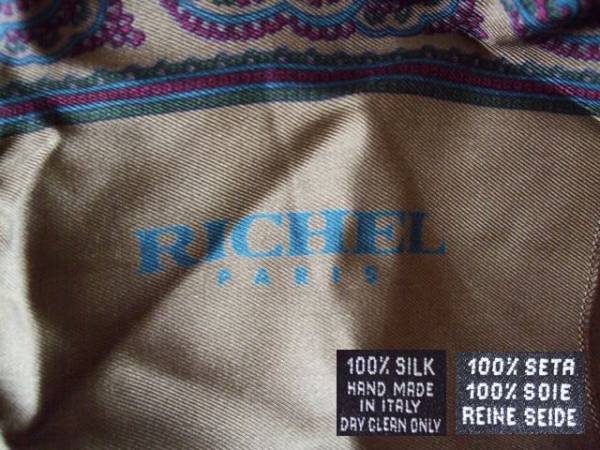 RICHEL
PARIS
100% SILK
HAND MADE
IN ITALY
DRY CLEAN ONLY
100% SETA
100% SOIE
REINE SEIDE